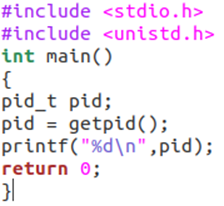 #include <stdio.h>
#include <unistd.h>
int main()
{
pid_t pid;
pid = getpid();
printf("%d\n",pid);
return 0;
}